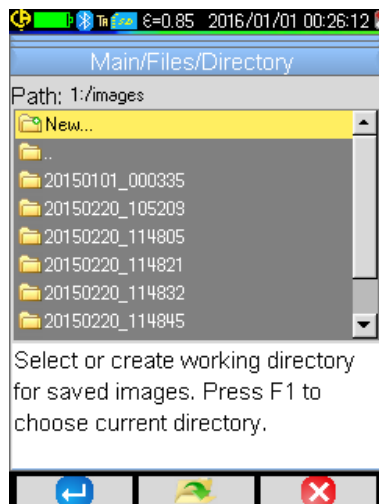 ε=0.85 2016/01/01 00:26:12
Main/Files/Directory
Path: 1:/images
New...
..
20150101_000335
20150220_105209
20150220_114805
20150220_114821
20150220_114832
20150220_114845
Select or create working directory
for saved images. Press F1 to
choose current directory.